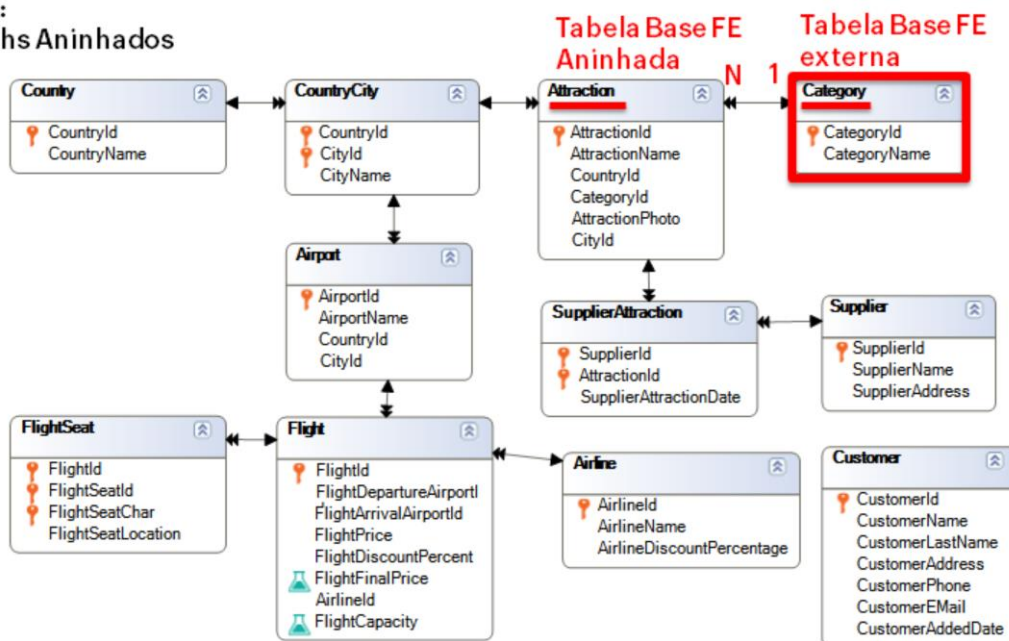 :
hs Aninhados
Tabela Base FE
Aninhada
Tabela Base FE
externa
N 1
Country
CountryId
CountryName
CountryCity
CountryId
CityId
CityName
Attraction
AttractionId
AttractionName
CountryId
CategoryId
AttractionPhoto
CityId
Category
CategoryId
CategoryName
Airport
AirportId
AirportName
CountryId
CityId
SupplierAttraction
SupplierId
AttractionId
SupplierAttractionDate
Supplier
SupplierId
SupplierName
SupplierAddress
FlightSeat
FlightId
FlightSeatId
FlightSeatChar
FlightSeatLocation
Flight
FlightId
FlightDepartureAirportI
FlightArrivalAirportId
FlightPrice
FlightDiscountPercent
FlightFinalPrice
AirlineId
FlightCapacity
Airline
AirlineId
AirlineName
AirlineDiscountPercentage
Customer
CustomerId
CustomerName
CustomerLastName
CustomerAddress
CustomerPhone
CustomerEMail
CustomerAddedDate